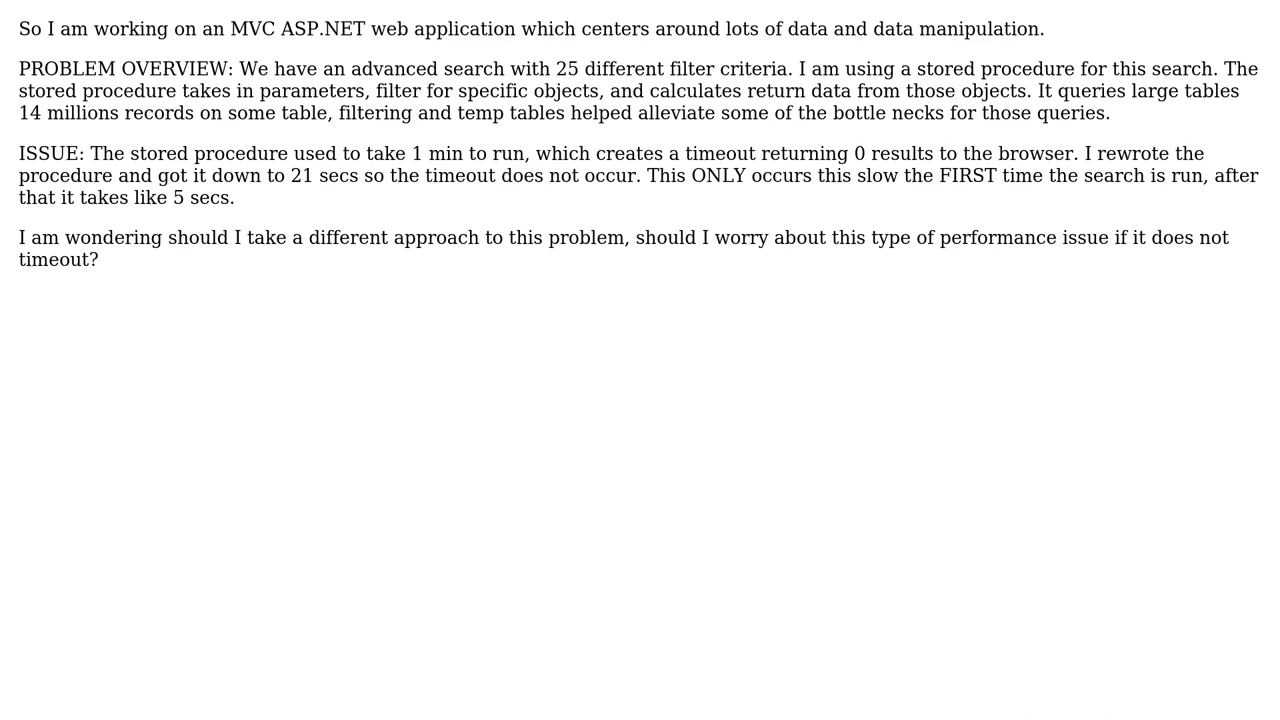 So I am working on an MVC ASP.NET web application which centers around lots of data and data manipulation.
PROBLEM OVERVIEW: We have an advanced search with 25 different filter criteria. I am using a stored procedure for this search. The
stored procedure takes in parameters, filter for specific objects, and calculates return data from those objects. It queries large tables
14 millions records on some table, filtering and temp tables helped alleviate some of the bottle necks for those queries.
ISSUE: The stored procedure used to take 1 min to run, which creates a timeout returning 0 results to the browser. I rewrote the
procedure and got it down to 21 secs so the timeout does not occur. This ONLY occurs this slow the FIRST time the search is run, after
that it takes like 5 secs.
I am wondering should I take a different approach to this problem, should I worry about this type of performance issue if it does not
timeout?